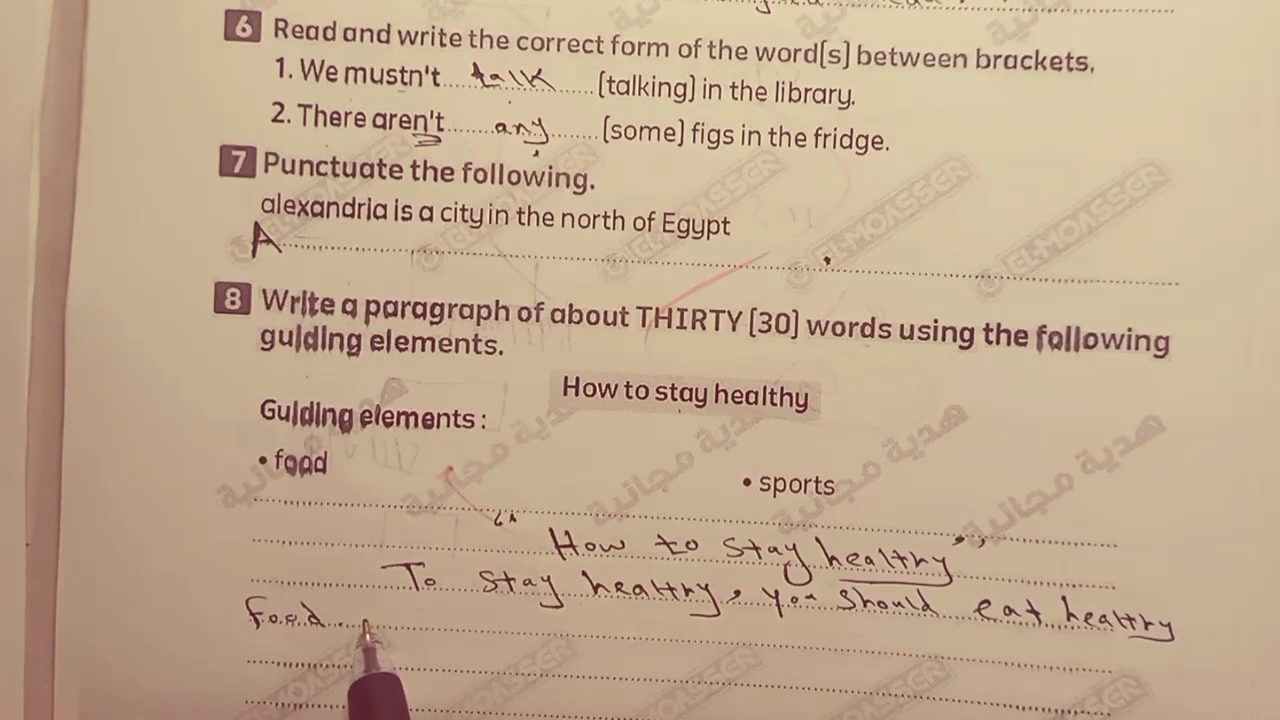 6 Read and write the correct form of the word(s) between brackets.
1. We mustn't talk (talking) in the library.
2. There aren't any (some) figs in the fridge.
7 Punctuate the following.
alexandria is a city in the north of Egypt
A .
8 Write a paragraph of about THIRTY (30) words using the following
guiding elements.
How to stay healthy
Guiding elements :
• food • sports
"How to stay healthy"
To stay healthy, you should eat healthy
food